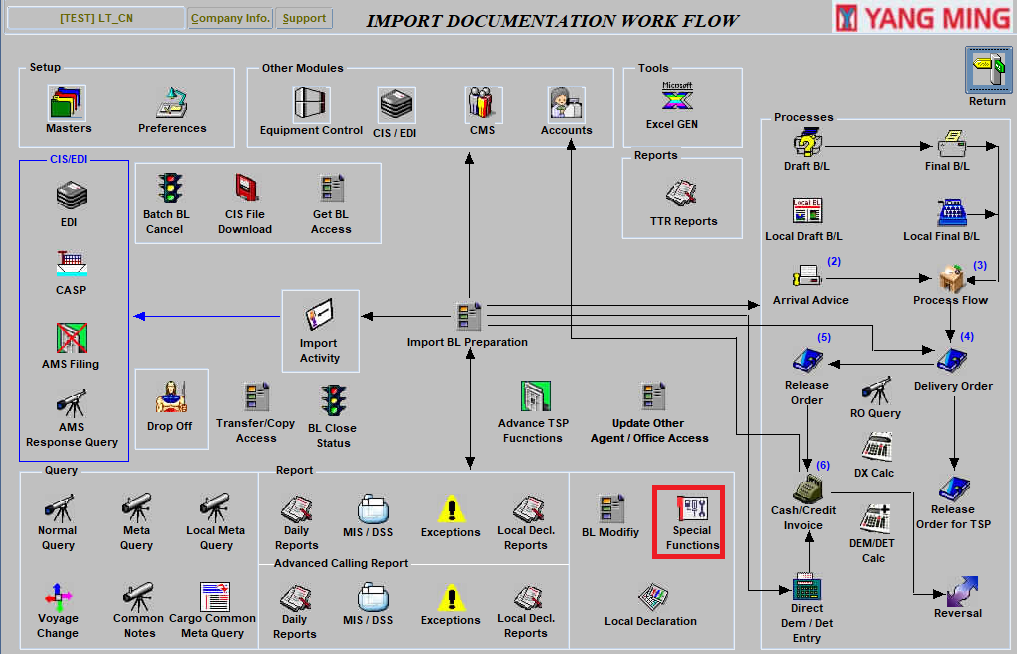 [TEST] LT_CN
Company Info.
Support
IMPORT DOCUMENTATION WORK FLOW
YANG MING
Return
Setup
Masters
Preferences
Other Modules
Equipment Control
CIS / EDI
CMS
Accounts
Tools
Microsoft
Excel GEN
Reports
TTR Reports
CIS/EDI
EDI
CASP
AMS Filing
AMS
Response Query
Batch BL
Cancel
CIS File
Download
Get BL
Access
Import
Activity
Import BL Preparation
Drop Off
Transfer/Copy
Access
BL Close
Status
Advance TSP
Fucnctions
Update Other
Agent / Office Access
Processes
Draft B/L
Final B/L
Local BL
Local Draft B/L
Local Final B/L
(2)
Arrival Advice
(3)
Process Flow
(5)
Release
Order
(4)
Delivery Order
RO Query
DX Calc
(6)
Cash/Credit
Invoice
DEM/DET
Calc
Release
Order for TSP
Direct
Dem / Det
Entry
Reversal
Query
Normal
Query
Meta
Query
Local Meta
Query
Voyage
Change
Common
Notes
Cargo Common
Meta Query
Report
Daily
Reports
MIS / DSS
Exceptions
Local Decl.
Reports
Advanced Calling Report
Daily
Reports
MIS / DSS
Exceptions
Local Decl.
Reports
BL Modifiy
Special
Functions
Local Declaration